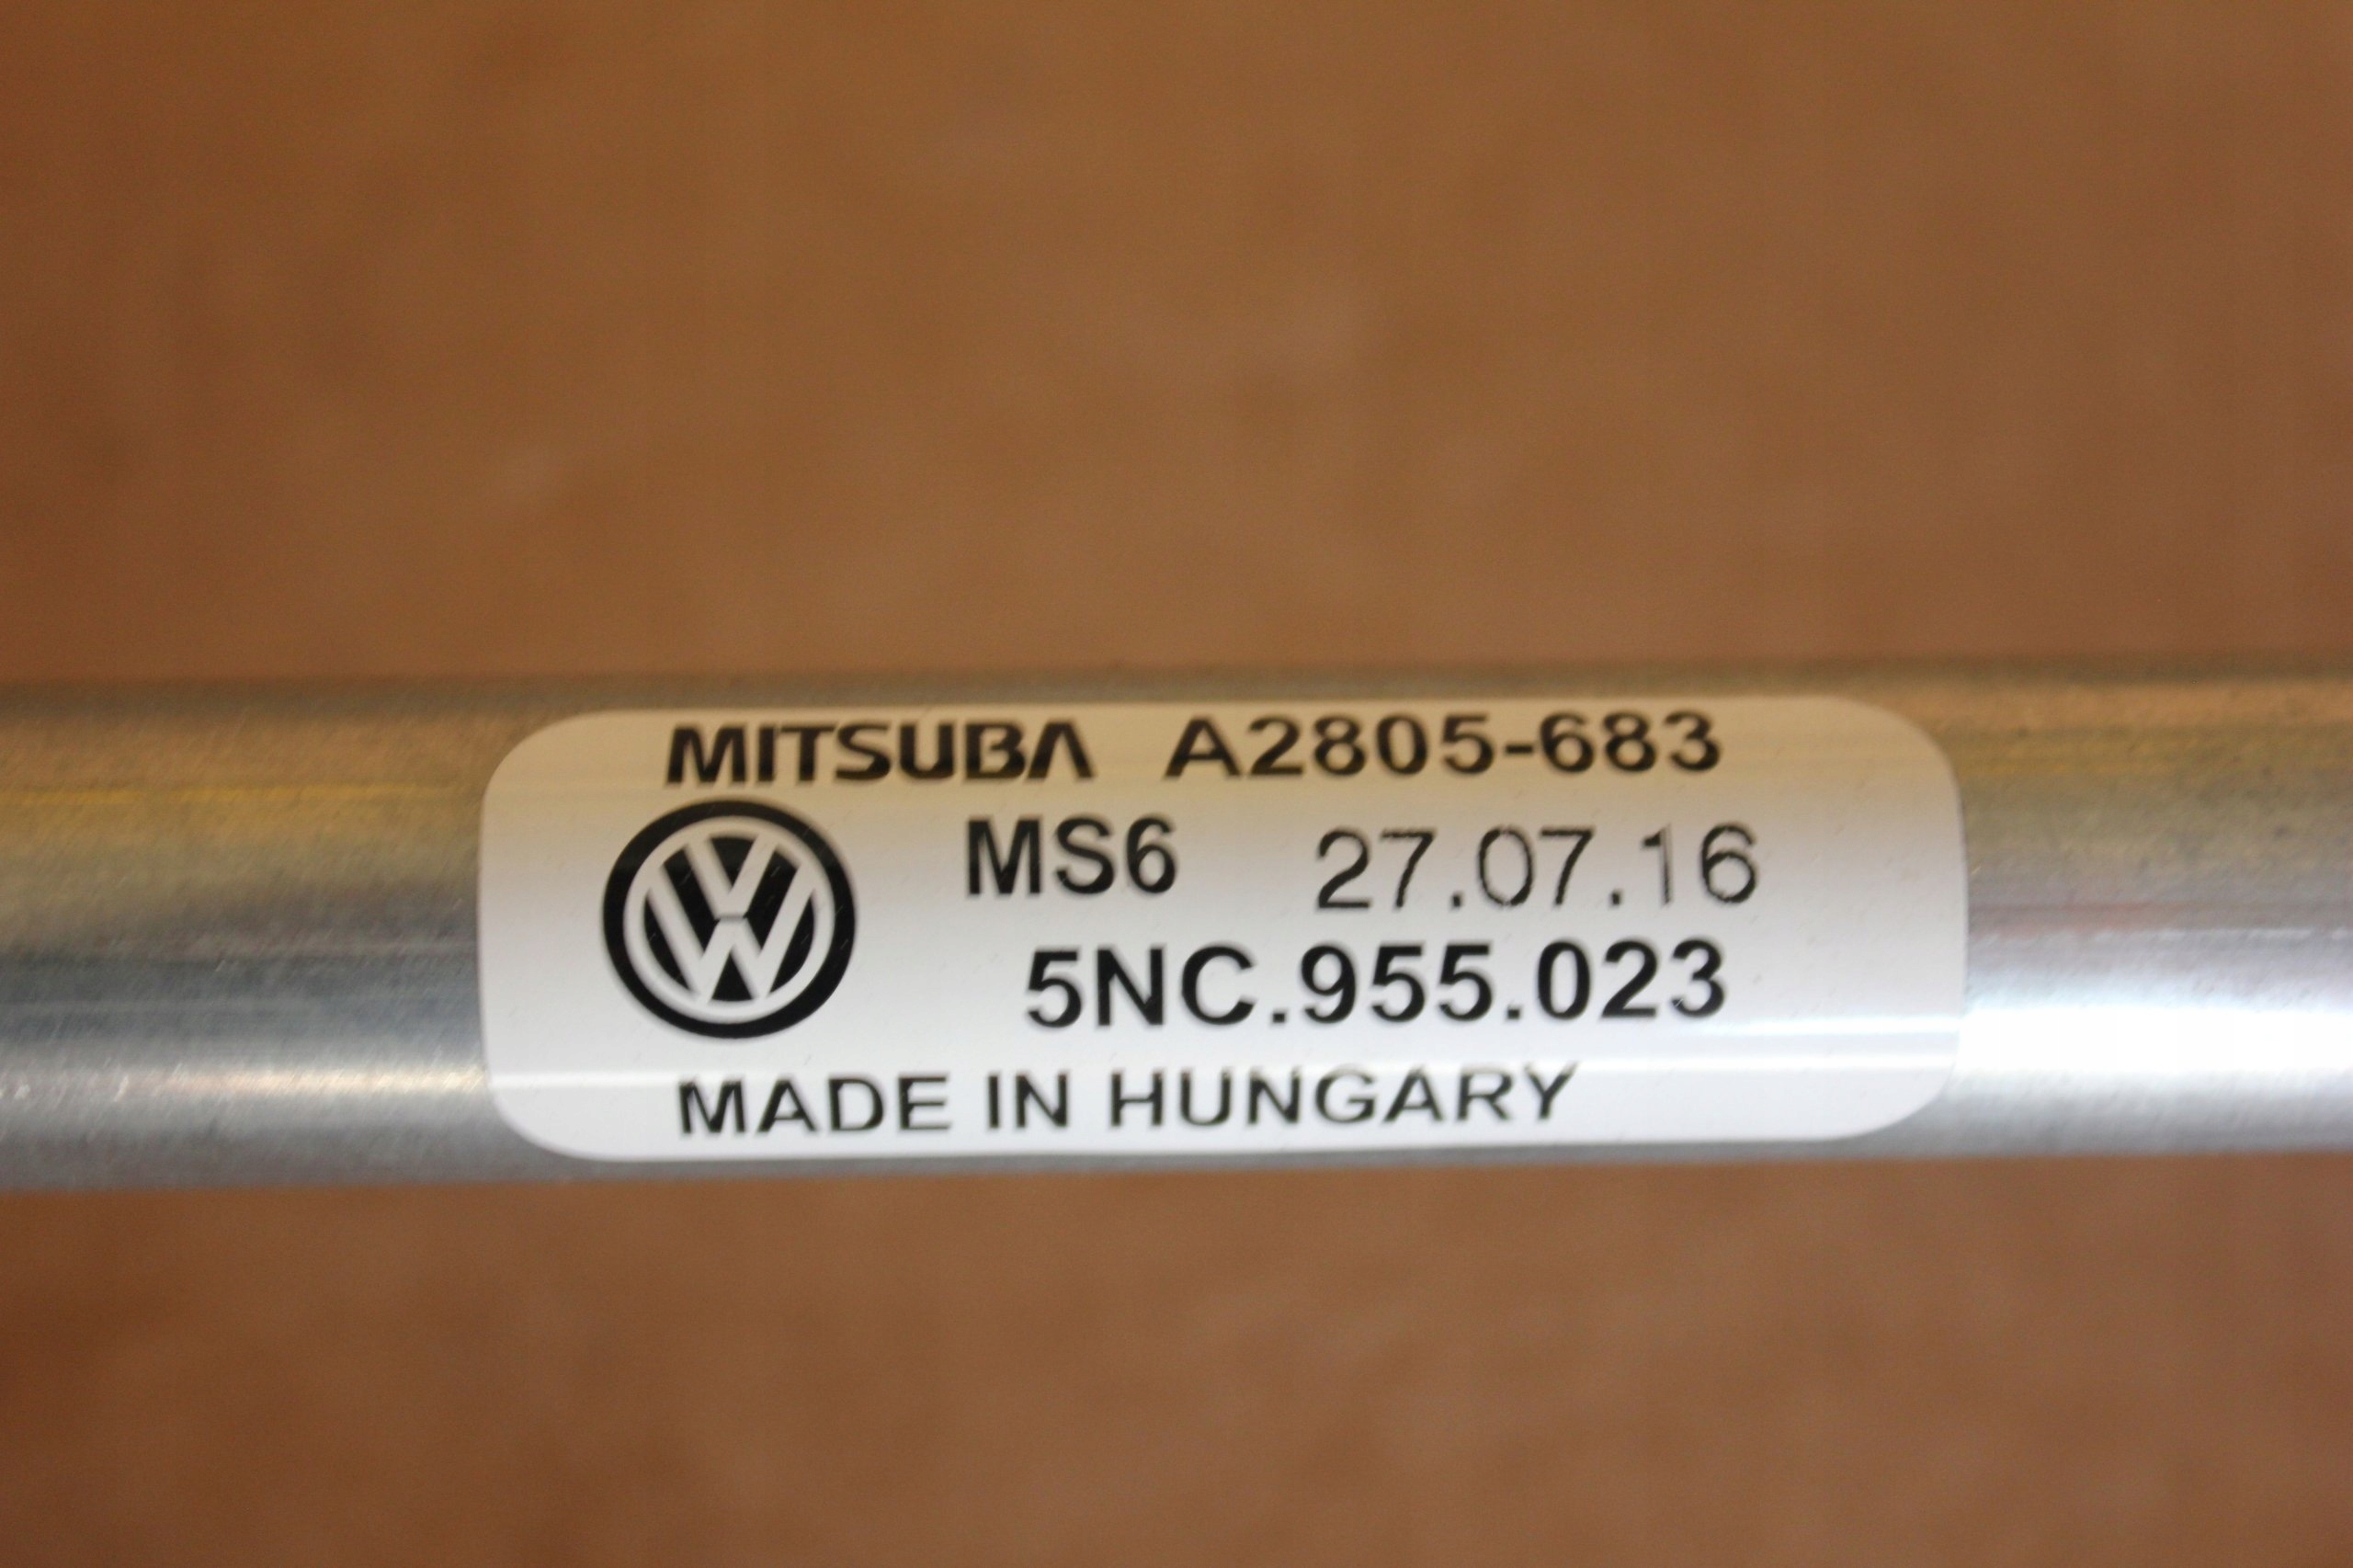 MITSUBA A2805-683
MS6 27.07.16
5NC.955.023
MADE IN HUNGARY